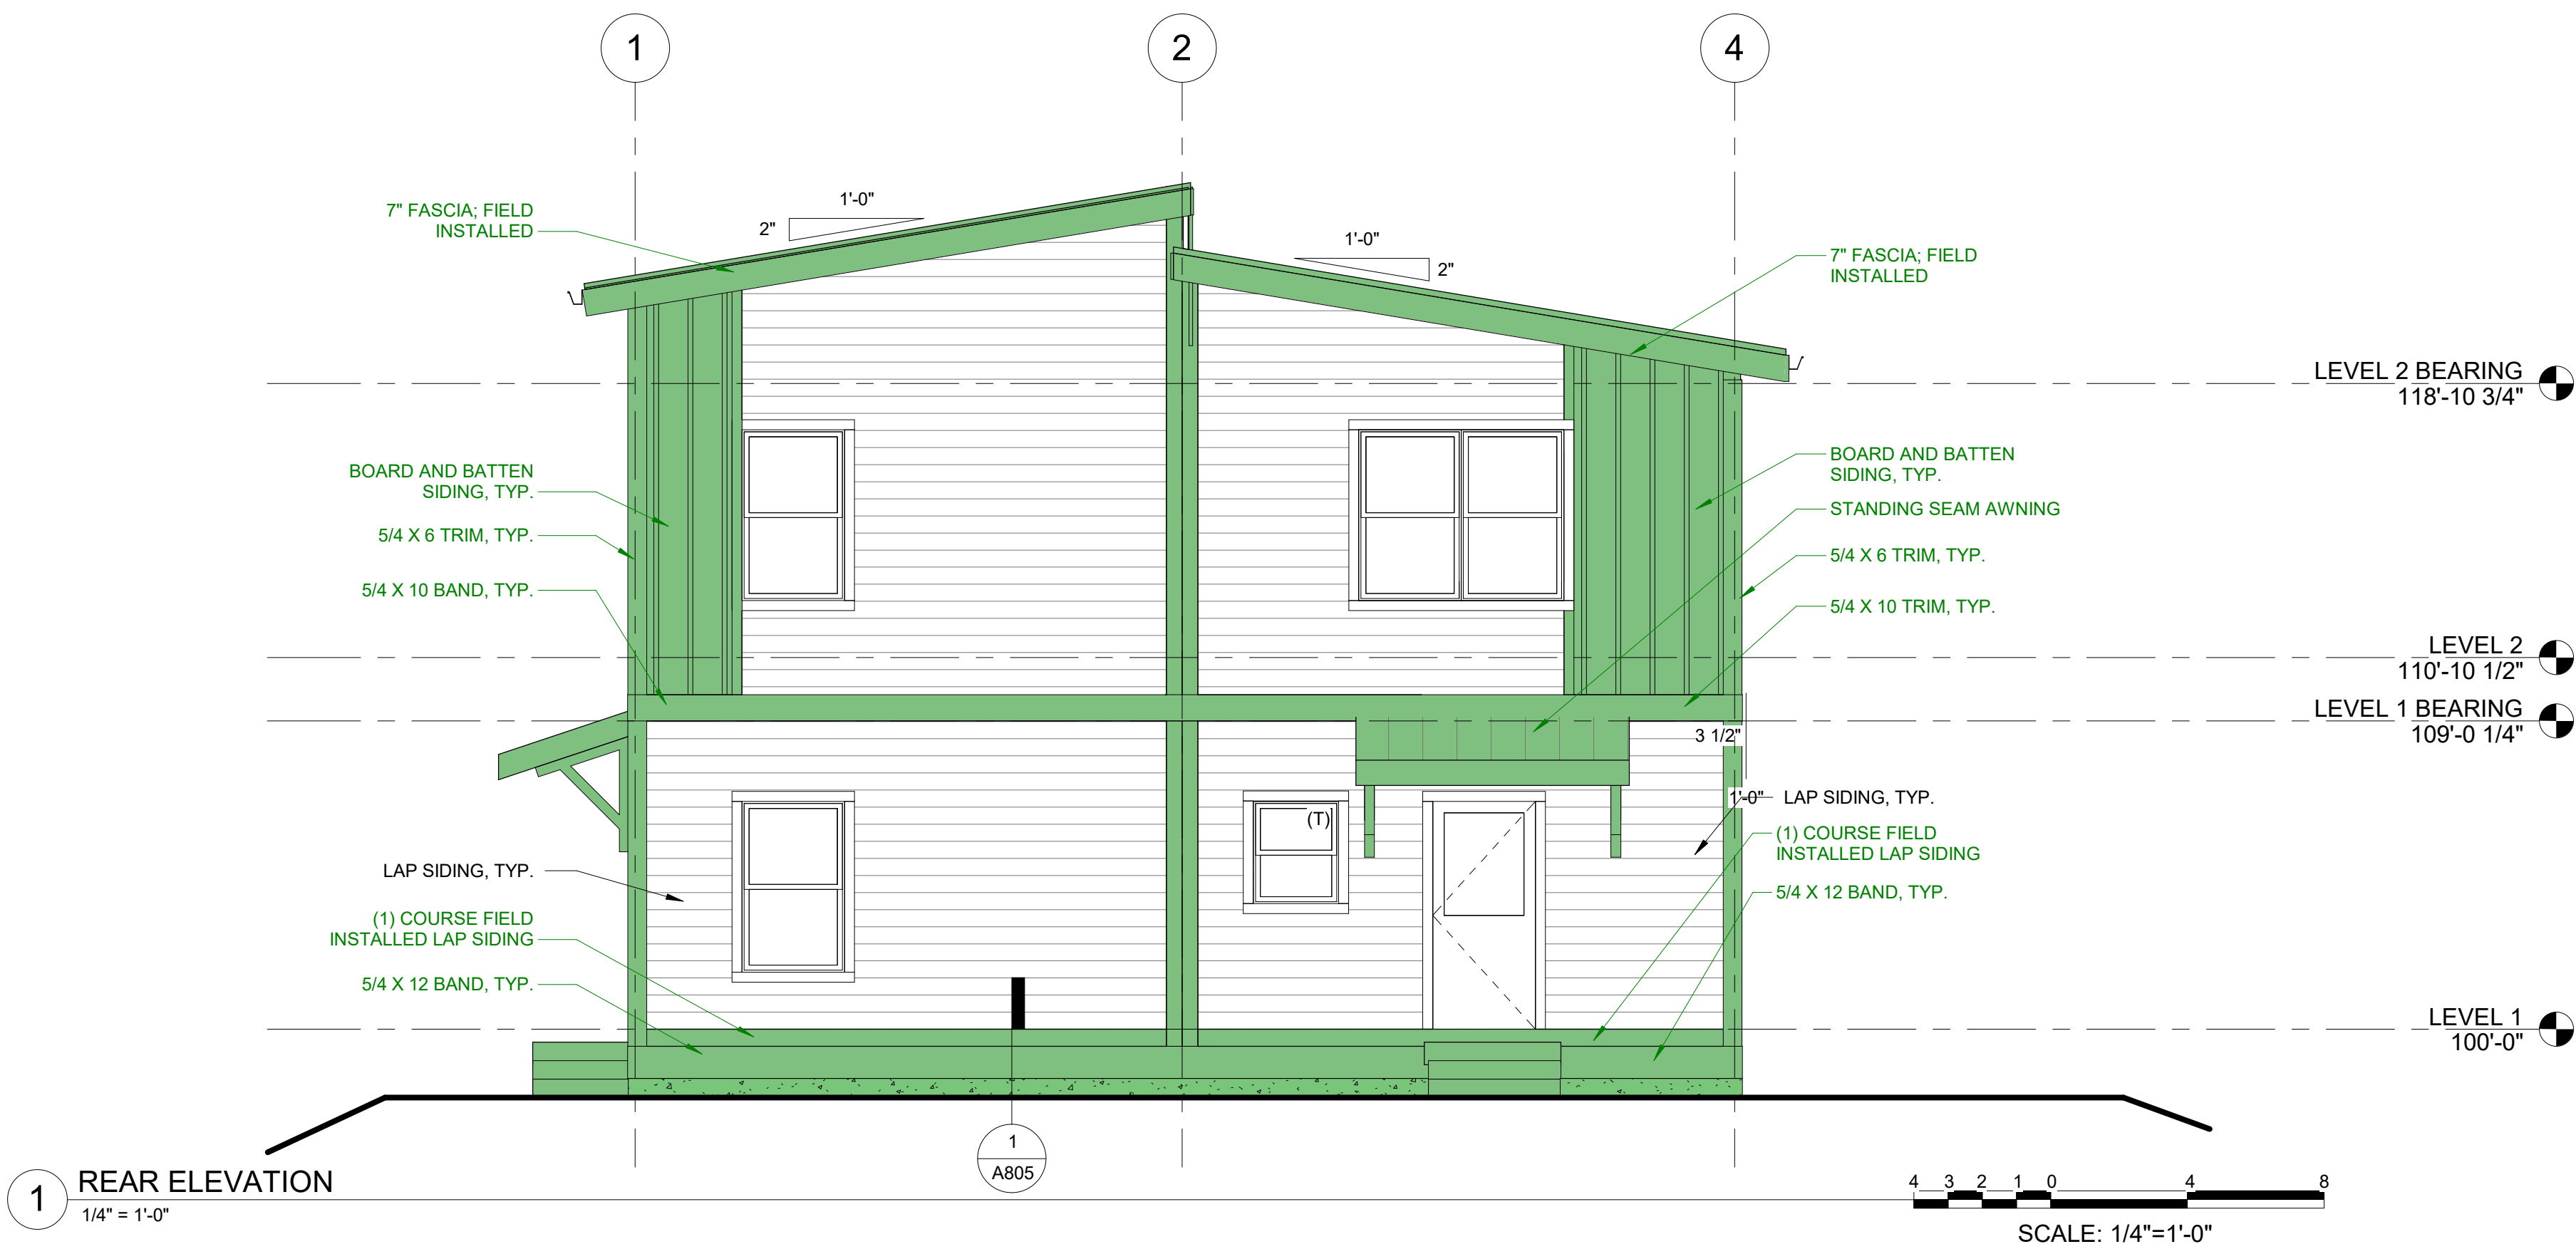 1
2
4
1'-0"
2"
1'-0"
2"
7" FASCIA; FIELD
INSTALLED
BOARD AND BATTEN
SIDING, TYP.
5/4 X 6 TRIM, TYP.
5/4 X 10 BAND, TYP.
LAP SIDING, TYP.
(1) COURSE FIELD
INSTALLED LAP SIDING
5/4 X 12 BAND, TYP.
(T)
7" FASCIA; FIELD
INSTALLED
BOARD AND BATTEN
SIDING, TYP.
STANDING SEAM AWNING
5/4 X 6 TRIM, TYP.
5/4 X 10 TRIM, TYP.
3 1/2"
1'-0"
LAP SIDING, TYP.
(1) COURSE FIELD
INSTALLED LAP SIDING
5/4 X 12 BAND, TYP.
LEVEL 2 BEARING
118'-10 3/4"
LEVEL 2
110'-10 1/2"
LEVEL 1 BEARING
109'-0 1/4"
LEVEL 1
100'-0"
1
A805
1
REAR ELEVATION
1/4" = 1'-0"
4 3 2 1 0 4 8
SCALE: 1/4"=1'-0"